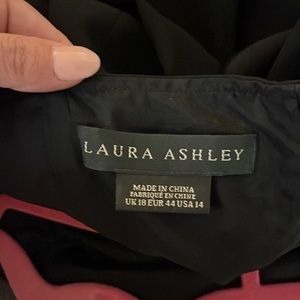 LAURA ASHLEY
MADE IN CHINA
FABRIQUÉ EN CHINE
UK 18 EUR 44 USA 14